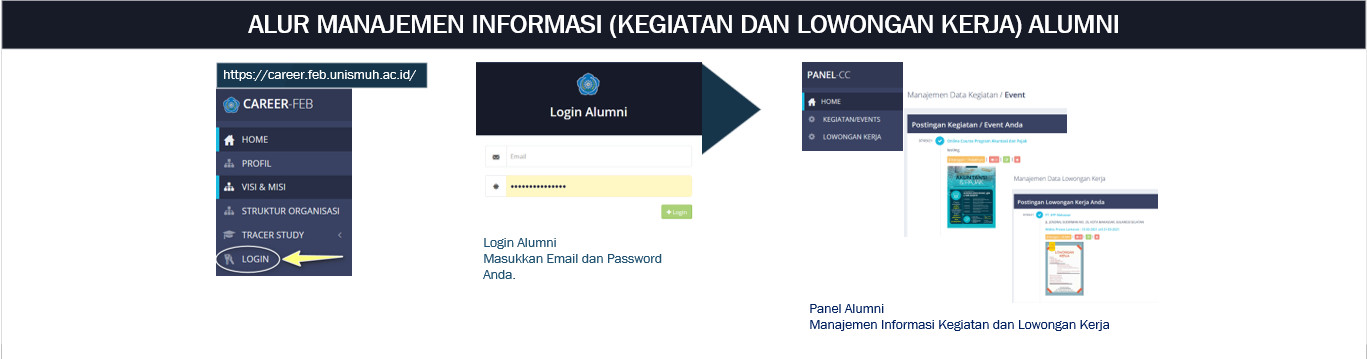 ALUR MANAJEMEN INFORMASI (KEGIATAN DAN LOWONGAN KERJA) ALUMNI
https://career.feb.unismuh.ac.id/
CAREER-FEB
HOME
PROFIL
VISI & MISI
STRUKTUR ORGANISASI
TRACER STUDY
LOGIN
Login Alumni
Email
Login
Login Alumni
Masukkan Email dan Password
Anda.
PANEL-CC
HOME
KEGIATAN/EVENTS
LOWONGAN KERJA
Manajemen Data Kegiatan / Event
Postingan Kegiatan / Event Anda
Manajemen Data Lowongan Kerja
Postingan Lowongan Kerja Anda
Panel Alumni
Manajemen Informasi Kegiatan dan Lowongan Kerja